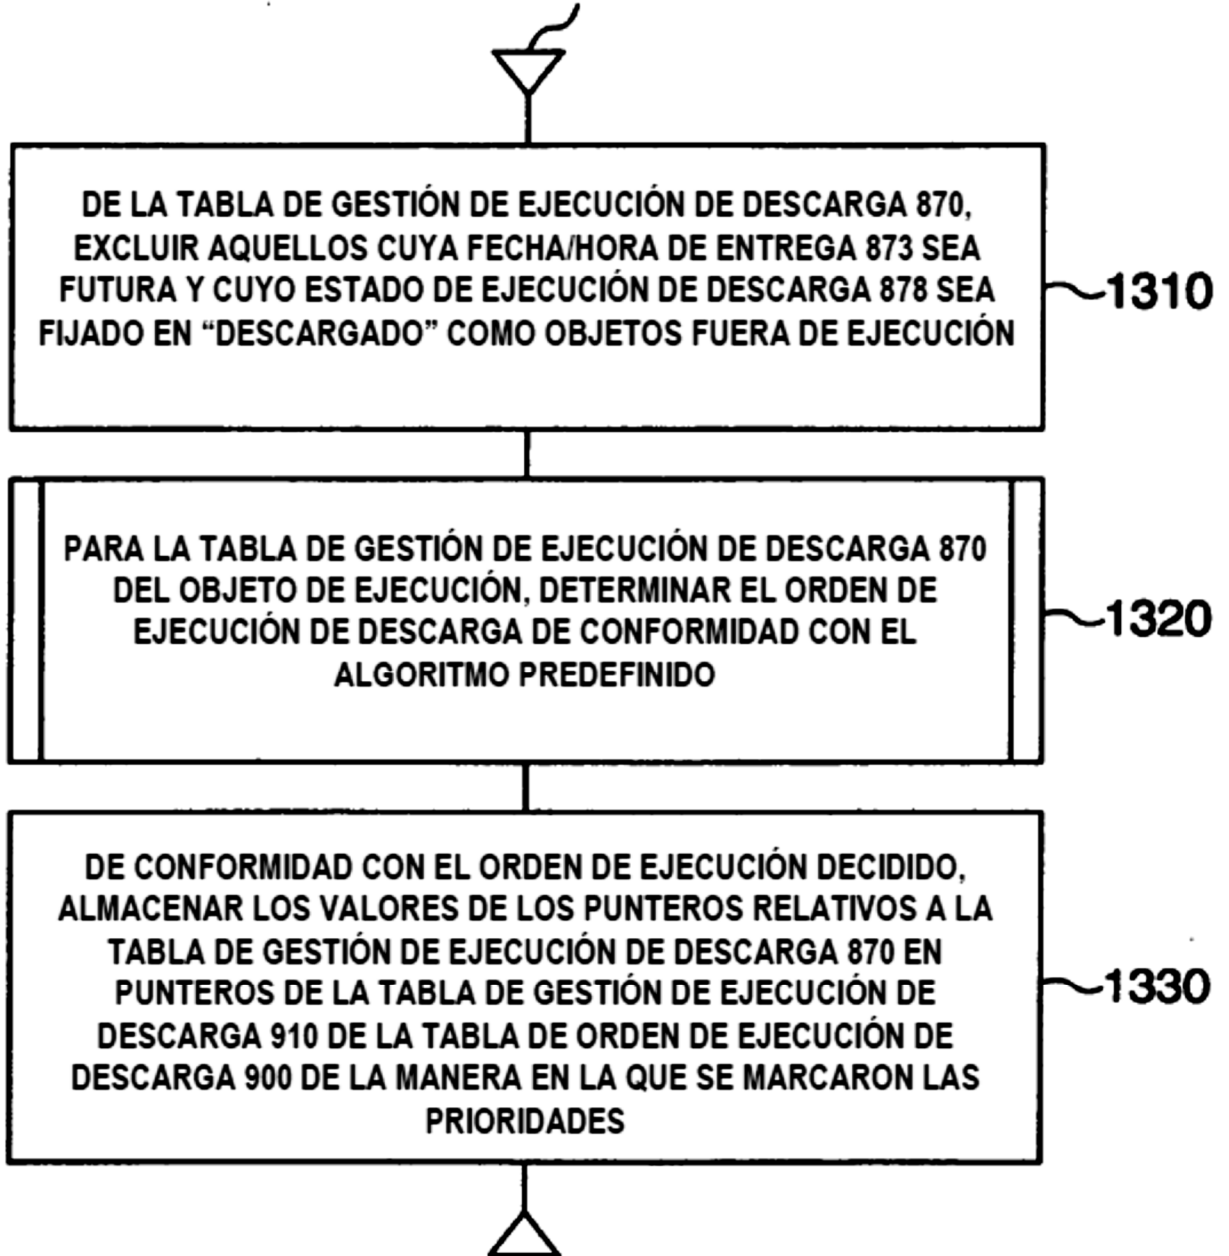 DE LA TABLA DE GESTIÓN DE EJECUCIÓN DE DESCARGA 870,
EXCLUIR AQUELLOS CUYA FECHA/HORA DE ENTREGA 873 SEA
FUTURA Y CUYO ESTADO DE EJECUCIÓN DE DESCARGA 878 SEA
FIJADO EN “DESCARGADO” COMO OBJETOS FUERA DE EJECUCIÓN
1310
PARA LA TABLA DE GESTIÓN DE EJECUCIÓN DE DESCARGA 870
DEL OBJETO DE EJECUCIÓN, DETERMINAR EL ORDEN DE
EJECUCIÓN DE DESCARGA DE CONFORMIDAD CON EL
ALGORITMO PREDEFINIDO
1320
DE CONFORMIDAD CON EL ORDEN DE EJECUCIÓN DECIDIDO,
ALMACENAR LOS VALORES DE LOS PUNTEROS RELATIVOS A LA
TABLA DE GESTIÓN DE EJECUCIÓN DE DESCARGA 870 EN
PUNTEROS DE LA TABLA DE GESTIÓN DE EJECUCIÓN DE
DESCARGA 910 DE LA TABLA DE ORDEN DE EJECUCIÓN DE
DESCARGA 900 DE LA MANERA EN LA QUE SE MARCARON LAS
PRIORIDADES
1330